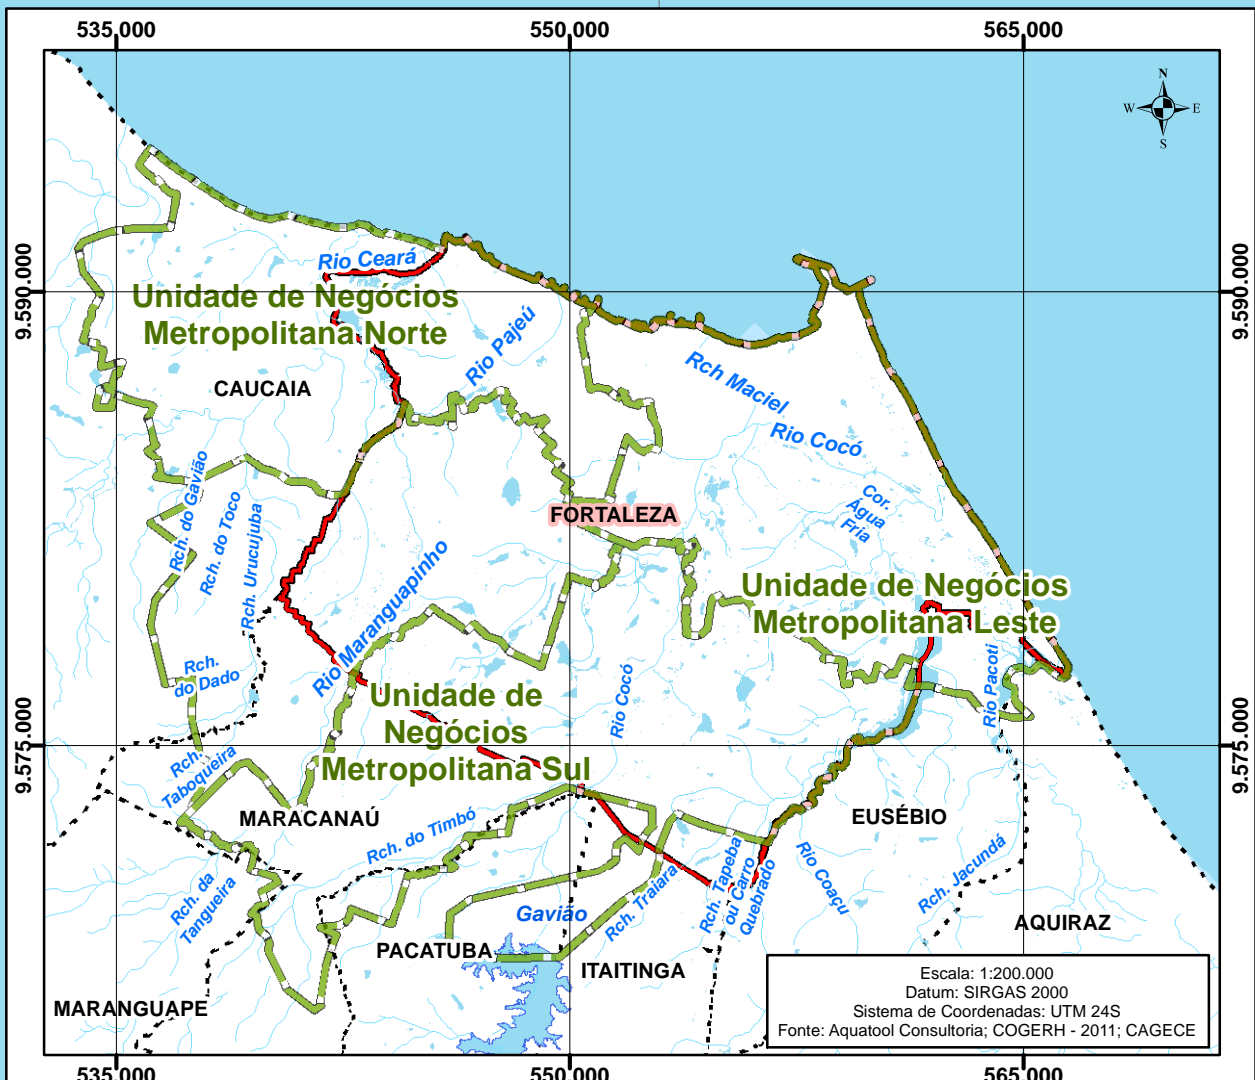 535.000
550.000
565.000
N
W
E
S
9.590.000
9.590.000
Rio Ceará
Unidade de Negócios
Metropolitana Norte
CAUCAIA
Rio Pajeú
Rch Maciel
Rio Cocó
Cor.
Água
Fria
Rch. do Gavião
Rch. do Toco
Rch. Urucujuba
FORTALEZA
Rio Maranguapinho
Unidade de Negócios
Metropolitana Leste
Rch.
do Dado
Rio Cocó
Rio Pacoti
Unidade de
Negócios
Metropolitana Sul
9.575.000
9.575.000
Rch.
Taboqueira
MARACANAÚ
Rch. do Timbó
EUSÉBIO
Rch. da
Tangueira
Rch. Traiara
Rch. Tapeba
ou Carro
Quebrado
Rio Coaçu
Rch. Jacundá
Gavião
PACATUBA
ITAITINGA
AQUIRAZ
MARANGUAPE
Escala: 1:200.000
Datum: SIRGAS 2000
Sistema de Coordenadas: UTM 24S
Fonte: Aquatool Consultoria; COGERH - 2011; CAGECE
535.000
550.000
565.000